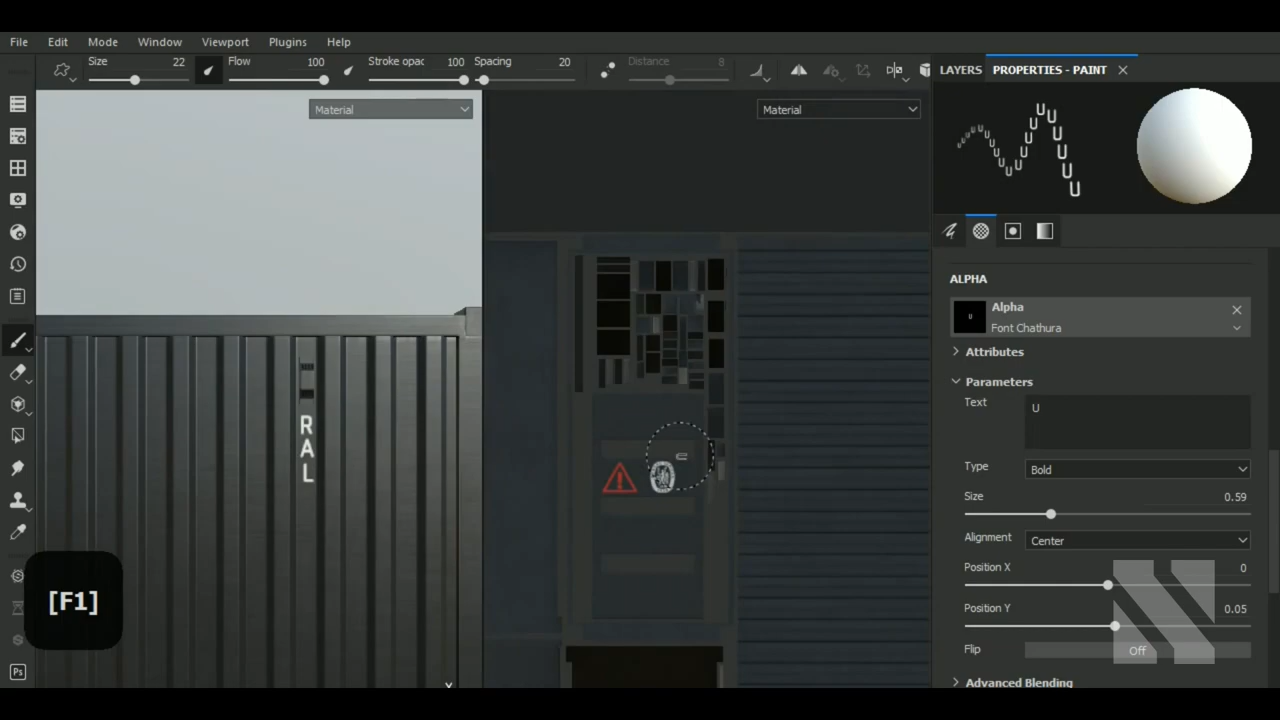 File Edit Mode Window Viewport Plugins Help
Size 22 Flow 100 Stroke opac 100 Spacing 20 Distance 8
LAYERS PROPERTIES - PAINT
Material Material
ALPHA
Alpha
Font Chathura
Attributes
Parameters
Text U
Type Bold
Size 0.59
Alignment Center
Position X 0
Position Y 0.05
Flip Off
Advanced Blending
R
A
L
[F1]
Ps